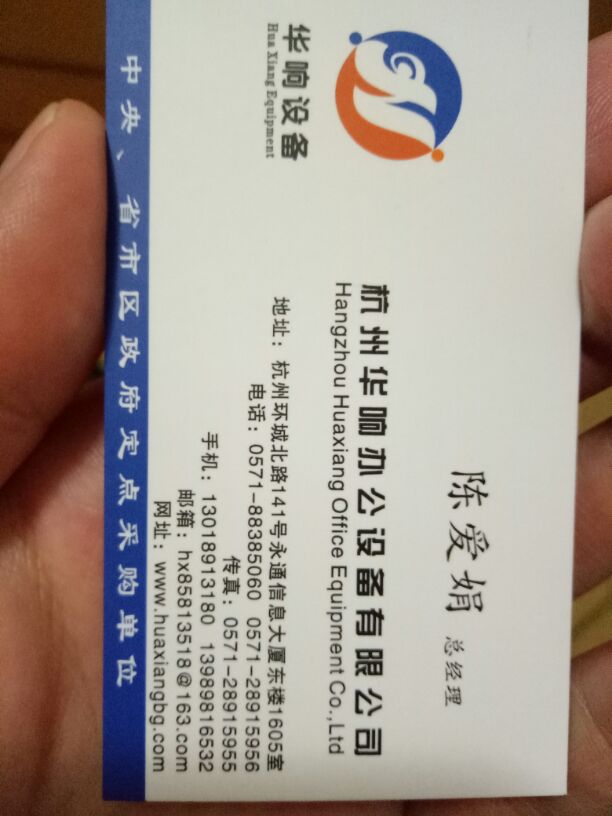 华响设备
Hua Xiang Equipment
陈爱娟 总经理
杭州华响办公设备有限公司
Hangzhou Huaxiang Office Equipment Co.,Ltd
地址：杭州环城北路141号永通信息大厦东楼1605室
电话：0571-88385060 0571-28915956
传真：0571-28915955
手机：13018913180 13989816532
邮箱：hx85813518@163.com
网址：www.huaxiangbg.com
中央、省市区政府定点采购单位